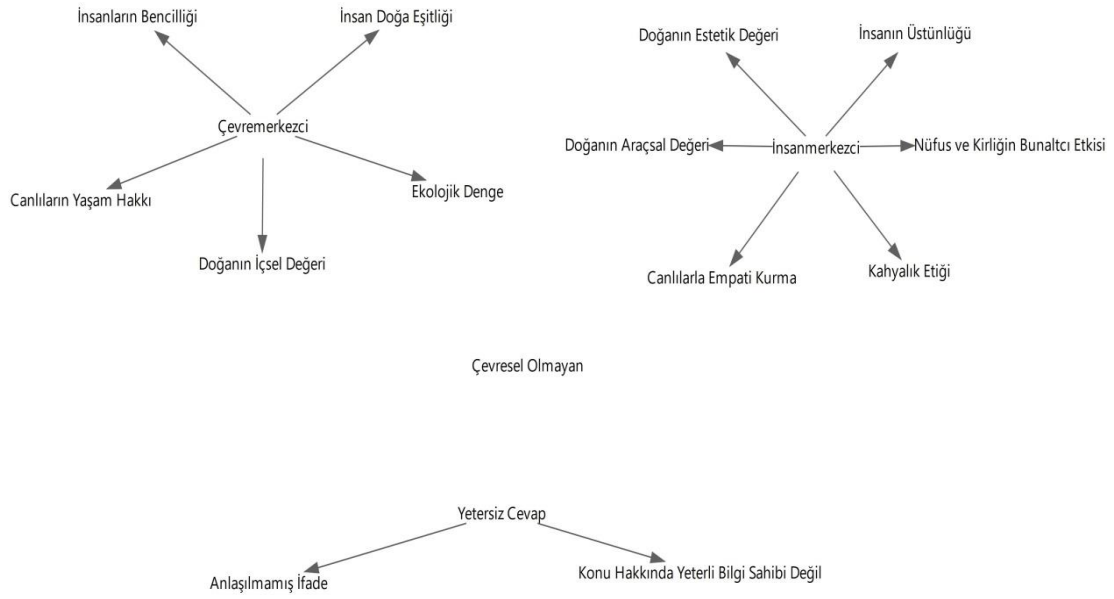 İnsanların Bencilliği
İnsan Doğa Eşitliği
Çevremerkezci
Canlıların Yaşam Hakkı
Ekolojik Denge
Doğanın İçsel Değeri
Doğanın Estetik Değeri
İnsanın Üstünlüğü
Doğanın Araçsal Değeri
İnsanmerkezci
Nüfus ve Kirliğin Bunaltcı Etkisi
Canlılarla Empati Kurma
Kahyalık Etiği
Çevresel Olmayan
Yetersiz Cevap
Anlaşılmamış İfade
Konu Hakkında Yeterli Bilgi Sahibi Değil